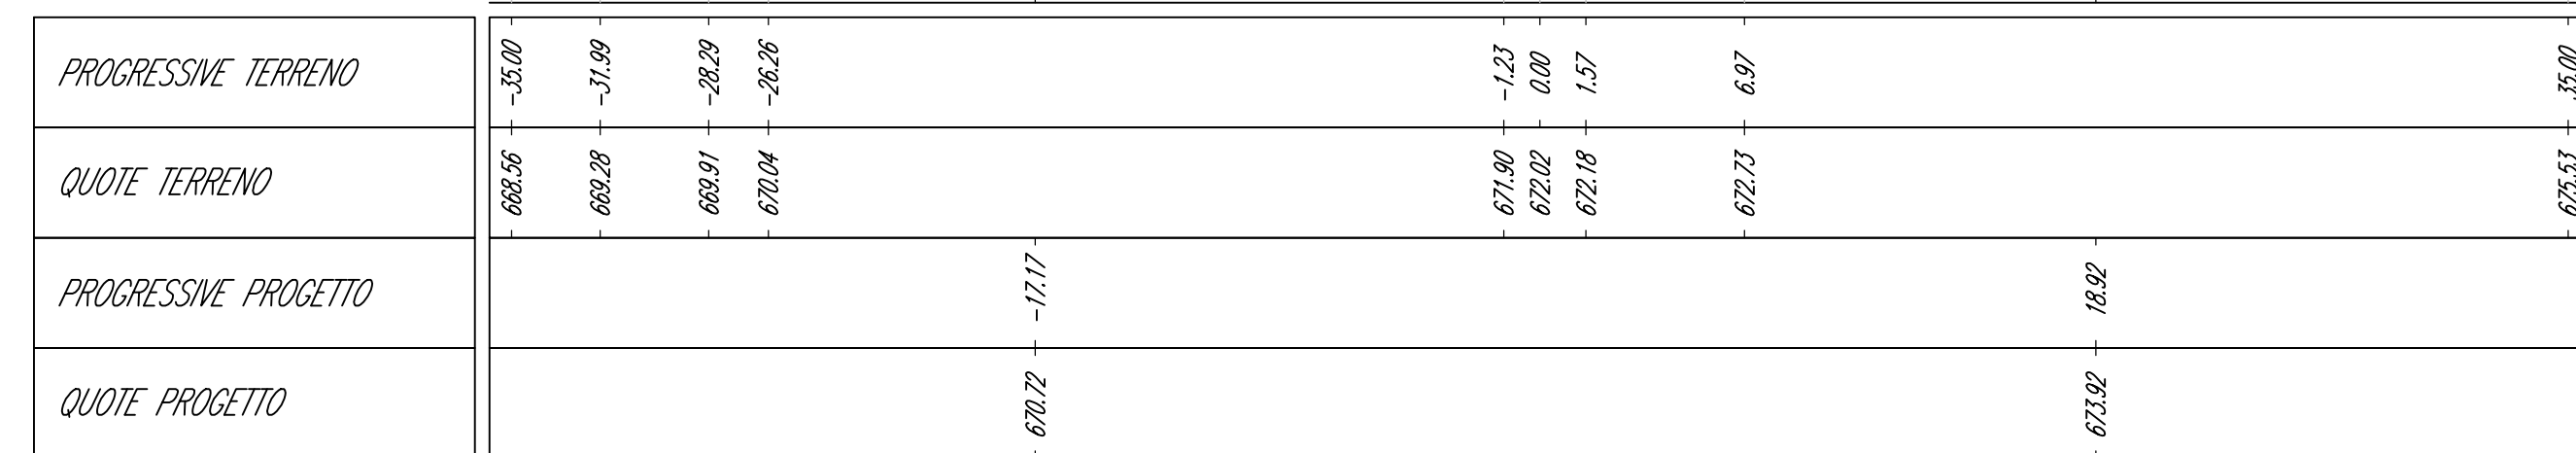 PROGRESSIVE TERRENO -35.00 -31.99 -28.29 -26.26 -1.23 0.00 1.57 6.97 35.00
QUOTE TERRENO 668.56 669.28 669.91 670.04 671.90 672.02 672.18 672.73 675.53
PROGRESSIVE PROGETTO -17.17 18.92
QUOTE PROGETTO 670.72 673.92